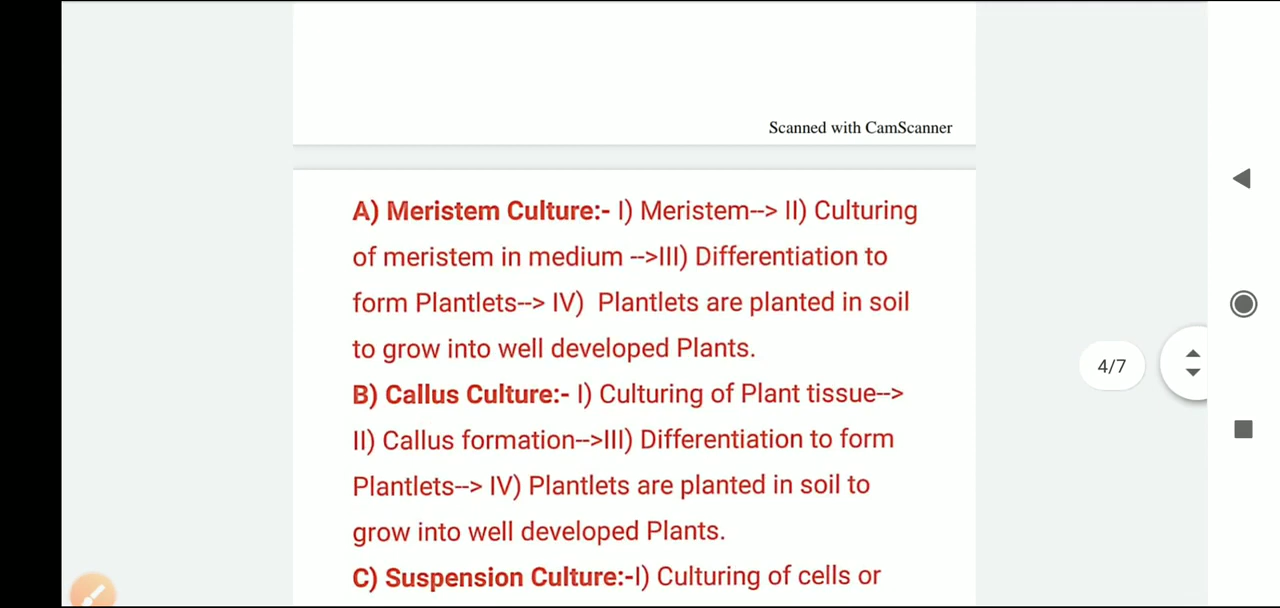 Scanned with CamScanner
A) Meristem Culture:- I) Meristem--> II) Culturing
of meristem in medium -->III) Differentiation to
form Plantlets--> IV) Plantlets are planted in soil
to grow into well developed Plants.
B) Callus Culture:- I) Culturing of Plant tissue-->
II) Callus formation-->III) Differentiation to form
Plantlets--> IV) Plantlets are planted in soil to
grow into well developed Plants.
C) Suspension Culture:-I) Culturing of cells or
4/7